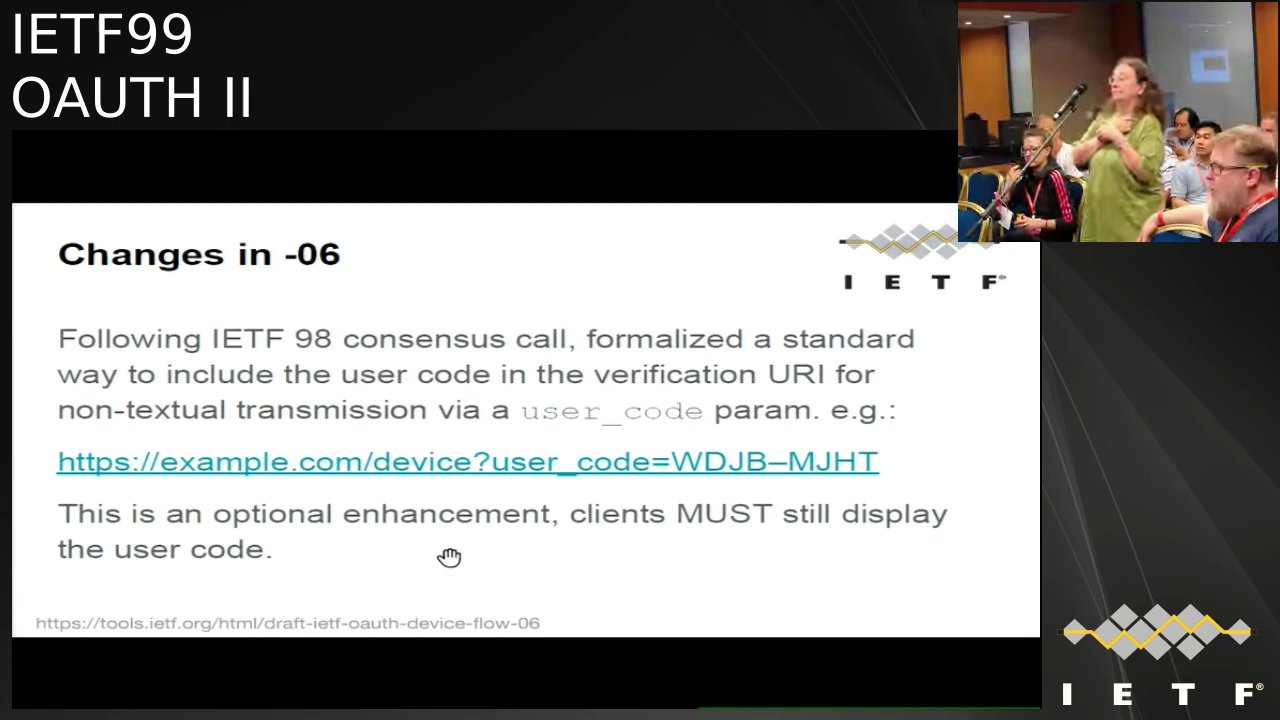 IETF99
OAUTH II
Changes in -06
I E T F®
Following IETF 98 consensus call, formalized a standard
way to include the user code in the verification URI for
non-textual transmission via a user_code param. e.g.:
https://example.com/device?user_code=WDJB–MJHT
This is an optional enhancement, clients MUST still display
the user code.
https://tools.ietf.org/html/draft-ietf-oauth-device-flow-06
I E T F®